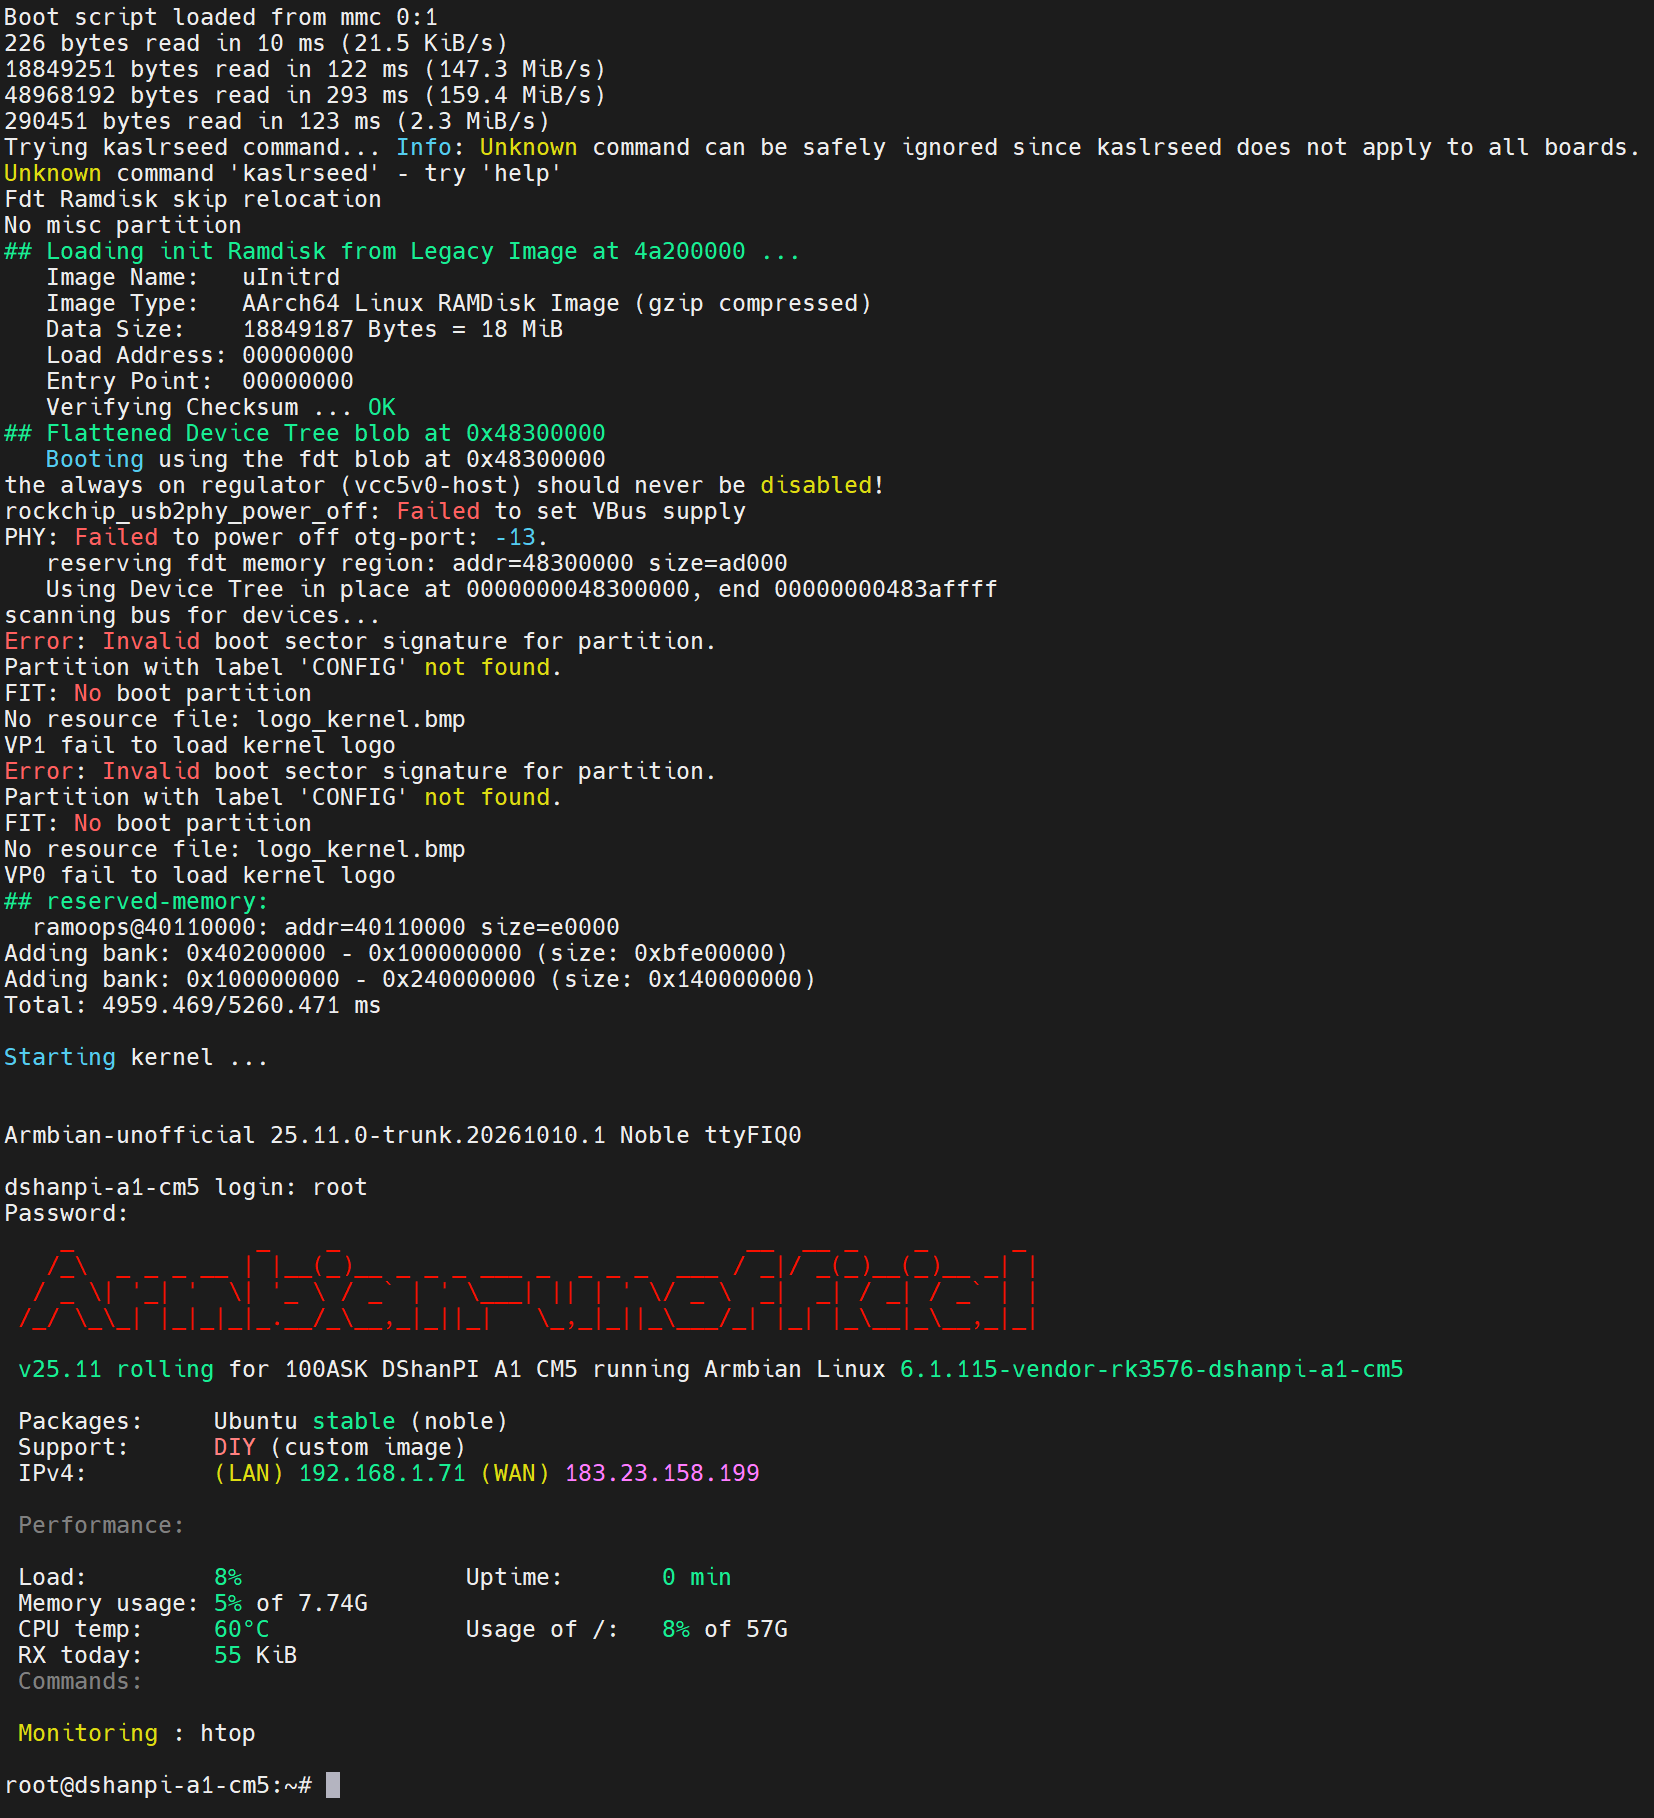 Boot script loaded from mmc 0:1
226 bytes read in 10 ms (21.5 KiB/s)
18849251 bytes read in 122 ms (147.3 MiB/s)
48968192 bytes read in 293 ms (159.4 MiB/s)
290451 bytes read in 123 ms (2.3 MiB/s)
Trying kaslrseed command... Info: Unknown command can be safely ignored since kaslrseed does not apply to all boards.
Unknown command 'kaslrseed' - try 'help'
Fdt Ramdisk skip relocation
No misc partition
## Loading init Ramdisk from Legacy Image at 4a200000 ...
   Image Name:   uInitrd
   Image Type:   AArch64 Linux RAMDisk Image (gzip compressed)
   Data Size:    18849187 Bytes = 18 MiB
   Load Address: 00000000
   Entry Point:  00000000
   Verifying Checksum ... OK
## Flattened Device Tree blob at 0x48300000
   Booting using the fdt blob at 0x48300000
the always on regulator (vcc5v0-host) should never be disabled!
rockchip_usb2phy_power_off: Failed to set VBus supply
PHY: Failed to power off otg-port: -13.
   reserving fdt memory region: addr=48300000 size=ad000
   Using Device Tree in place at 0000000048300000, end 00000000483affff
scanning bus for devices...
Error: Invalid boot sector signature for partition.
Partition with label 'CONFIG' not found.
FIT: No boot partition
No resource file: logo_kernel.bmp
VP1 fail to load kernel logo
Error: Invalid boot sector signature for partition.
Partition with label 'CONFIG' not found.
FIT: No boot partition
No resource file: logo_kernel.bmp
VP0 fail to load kernel logo
## reserved-memory:
  ramoops@40110000: addr=40110000 size=e0000
Adding bank: 0x40200000 - 0x100000000 (size: 0xbfe00000)
Adding bank: 0x100000000 - 0x240000000 (size: 0x140000000)
Total: 4959.469/5260.471 ms
Starting kernel ...
Armbian-unofficial 25.11.0-trunk.20261010.1 Noble ttyFIQ0
dshanpi-a1-cm5 login: root
Password:
Armbian-unofficial
v25.11 rolling for 100ASK DShanPI A1 CM5 running Armbian Linux 6.1.115-vendor-rk3576-dshanpi-a1-cm5
Packages:     Ubuntu stable (noble)
Support:      DIY (custom image)
IPv4:         (LAN) 192.168.1.71 (WAN) 183.23.158.199
Performance:
Load:         8%                Uptime:       0 min
Memory usage: 5% of 7.74G
CPU temp:     60°C              Usage of /:   8% of 57G
RX today:     55 KiB
Commands:
Monitoring : htop
root@dshanpi-a1-cm5:~#